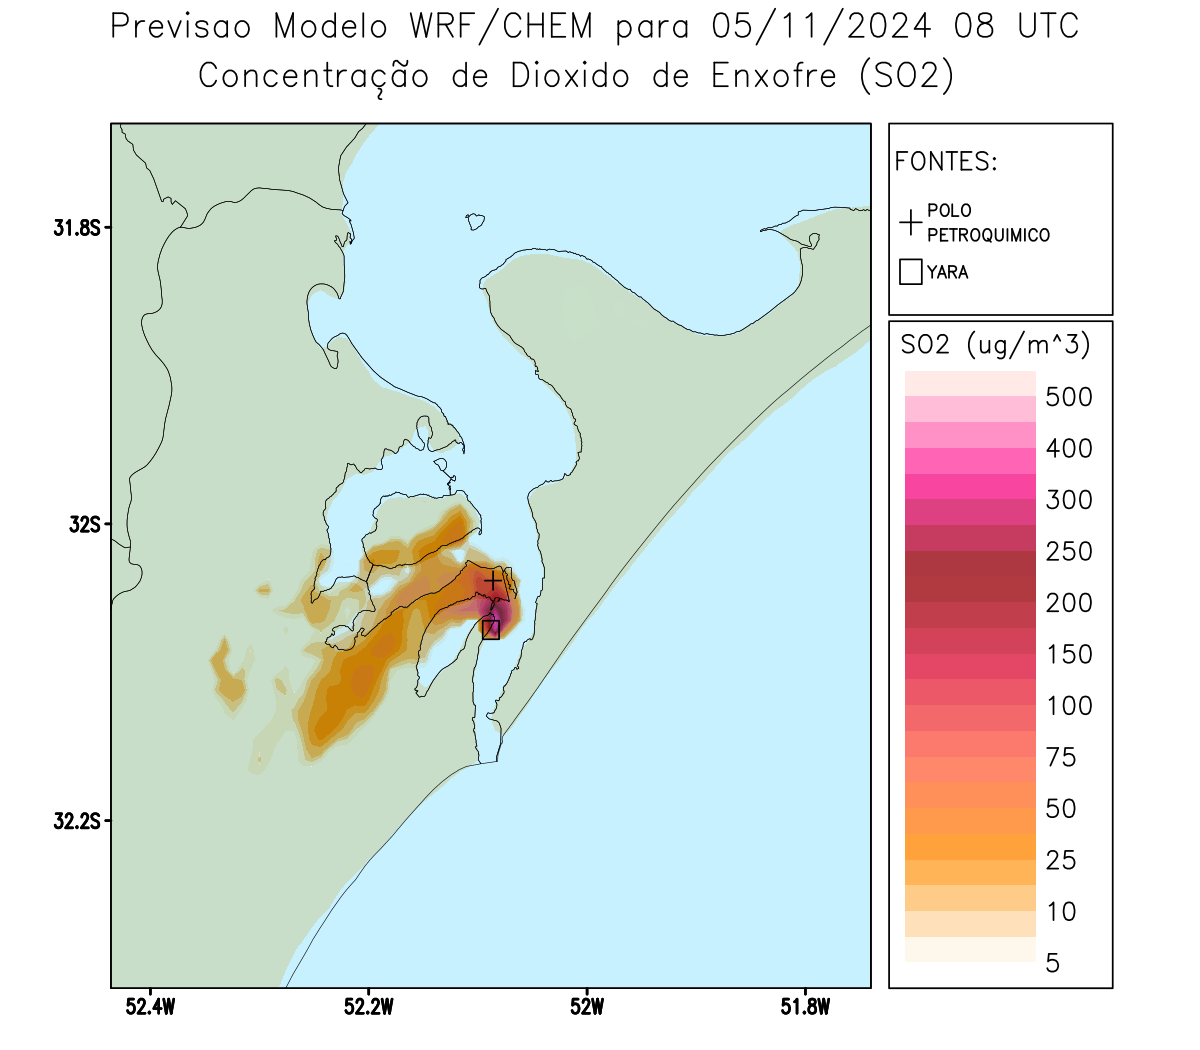 Previsao Modelo WRF/CHEM para 05/11/2024 08 UTC
Concentração de Dioxido de Enxofre (SO2)
FONTES:
POLO
PETROQUIMICO
YARA
SO2 (ug/m^3)
500
400
300
250
200
150
100
75
50
25
10
5
31.8S
32S
32.2S
52.4W
52.2W
52W
51.8W